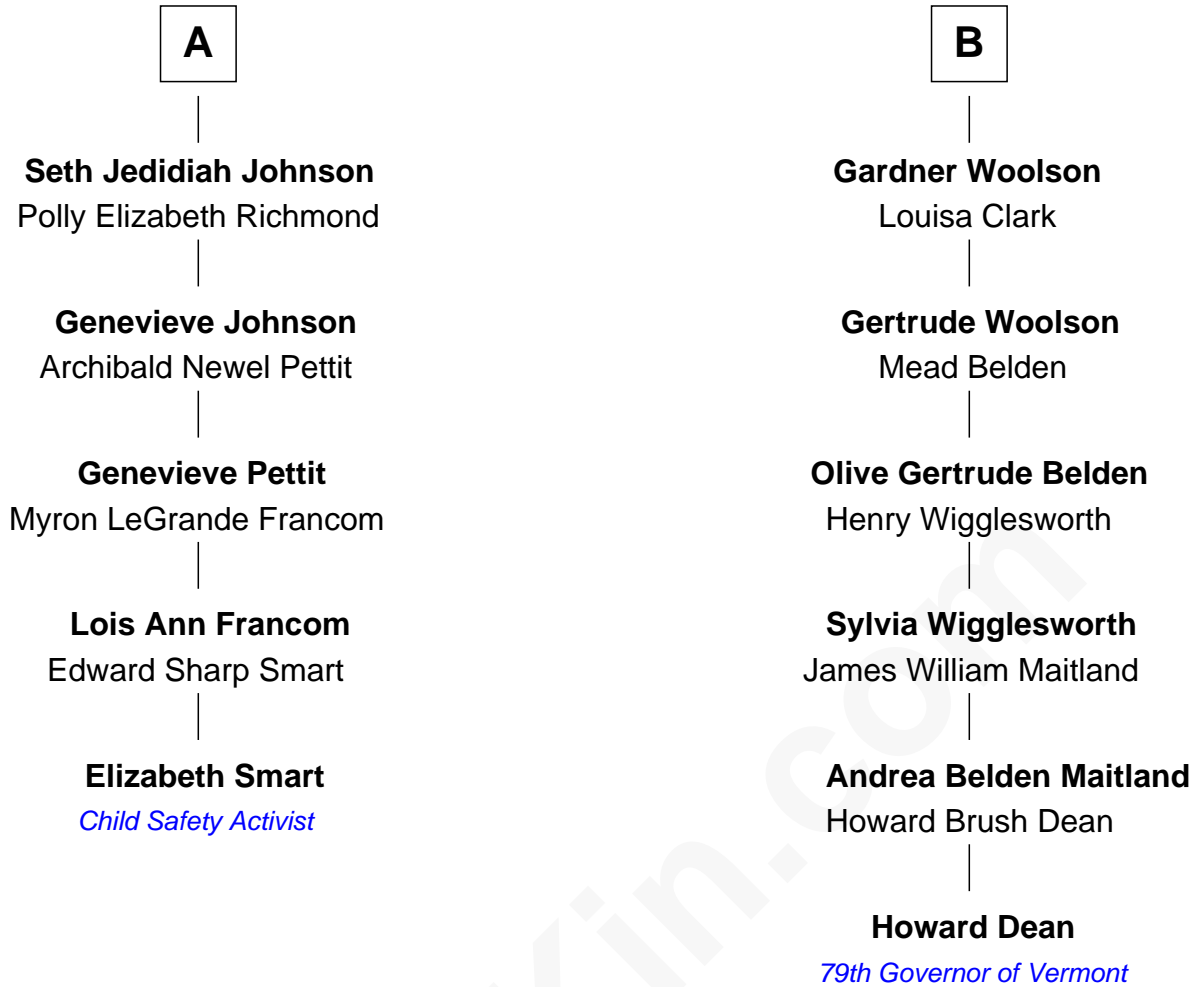 A
Seth Jedidiah Johnson
Polly Elizabeth Richmond
Genevieve Johnson
Archibald Newel Pettit
Genevieve Pettit
Myron LeGrande Francom
Lois Ann Francom
Edward Sharp Smart
Elizabeth Smart
Child Safety Activist
B
Gardner Woolson
Louisa Clark
Gertrude Woolson
Mead Belden
Olive Gertrude Belden
Henry Wigglesworth
Sylvia Wigglesworth
James William Maitland
Andrea Belden Maitland
Howard Brush Dean
Howard Dean
79th Governor of Vermont
Kin.com